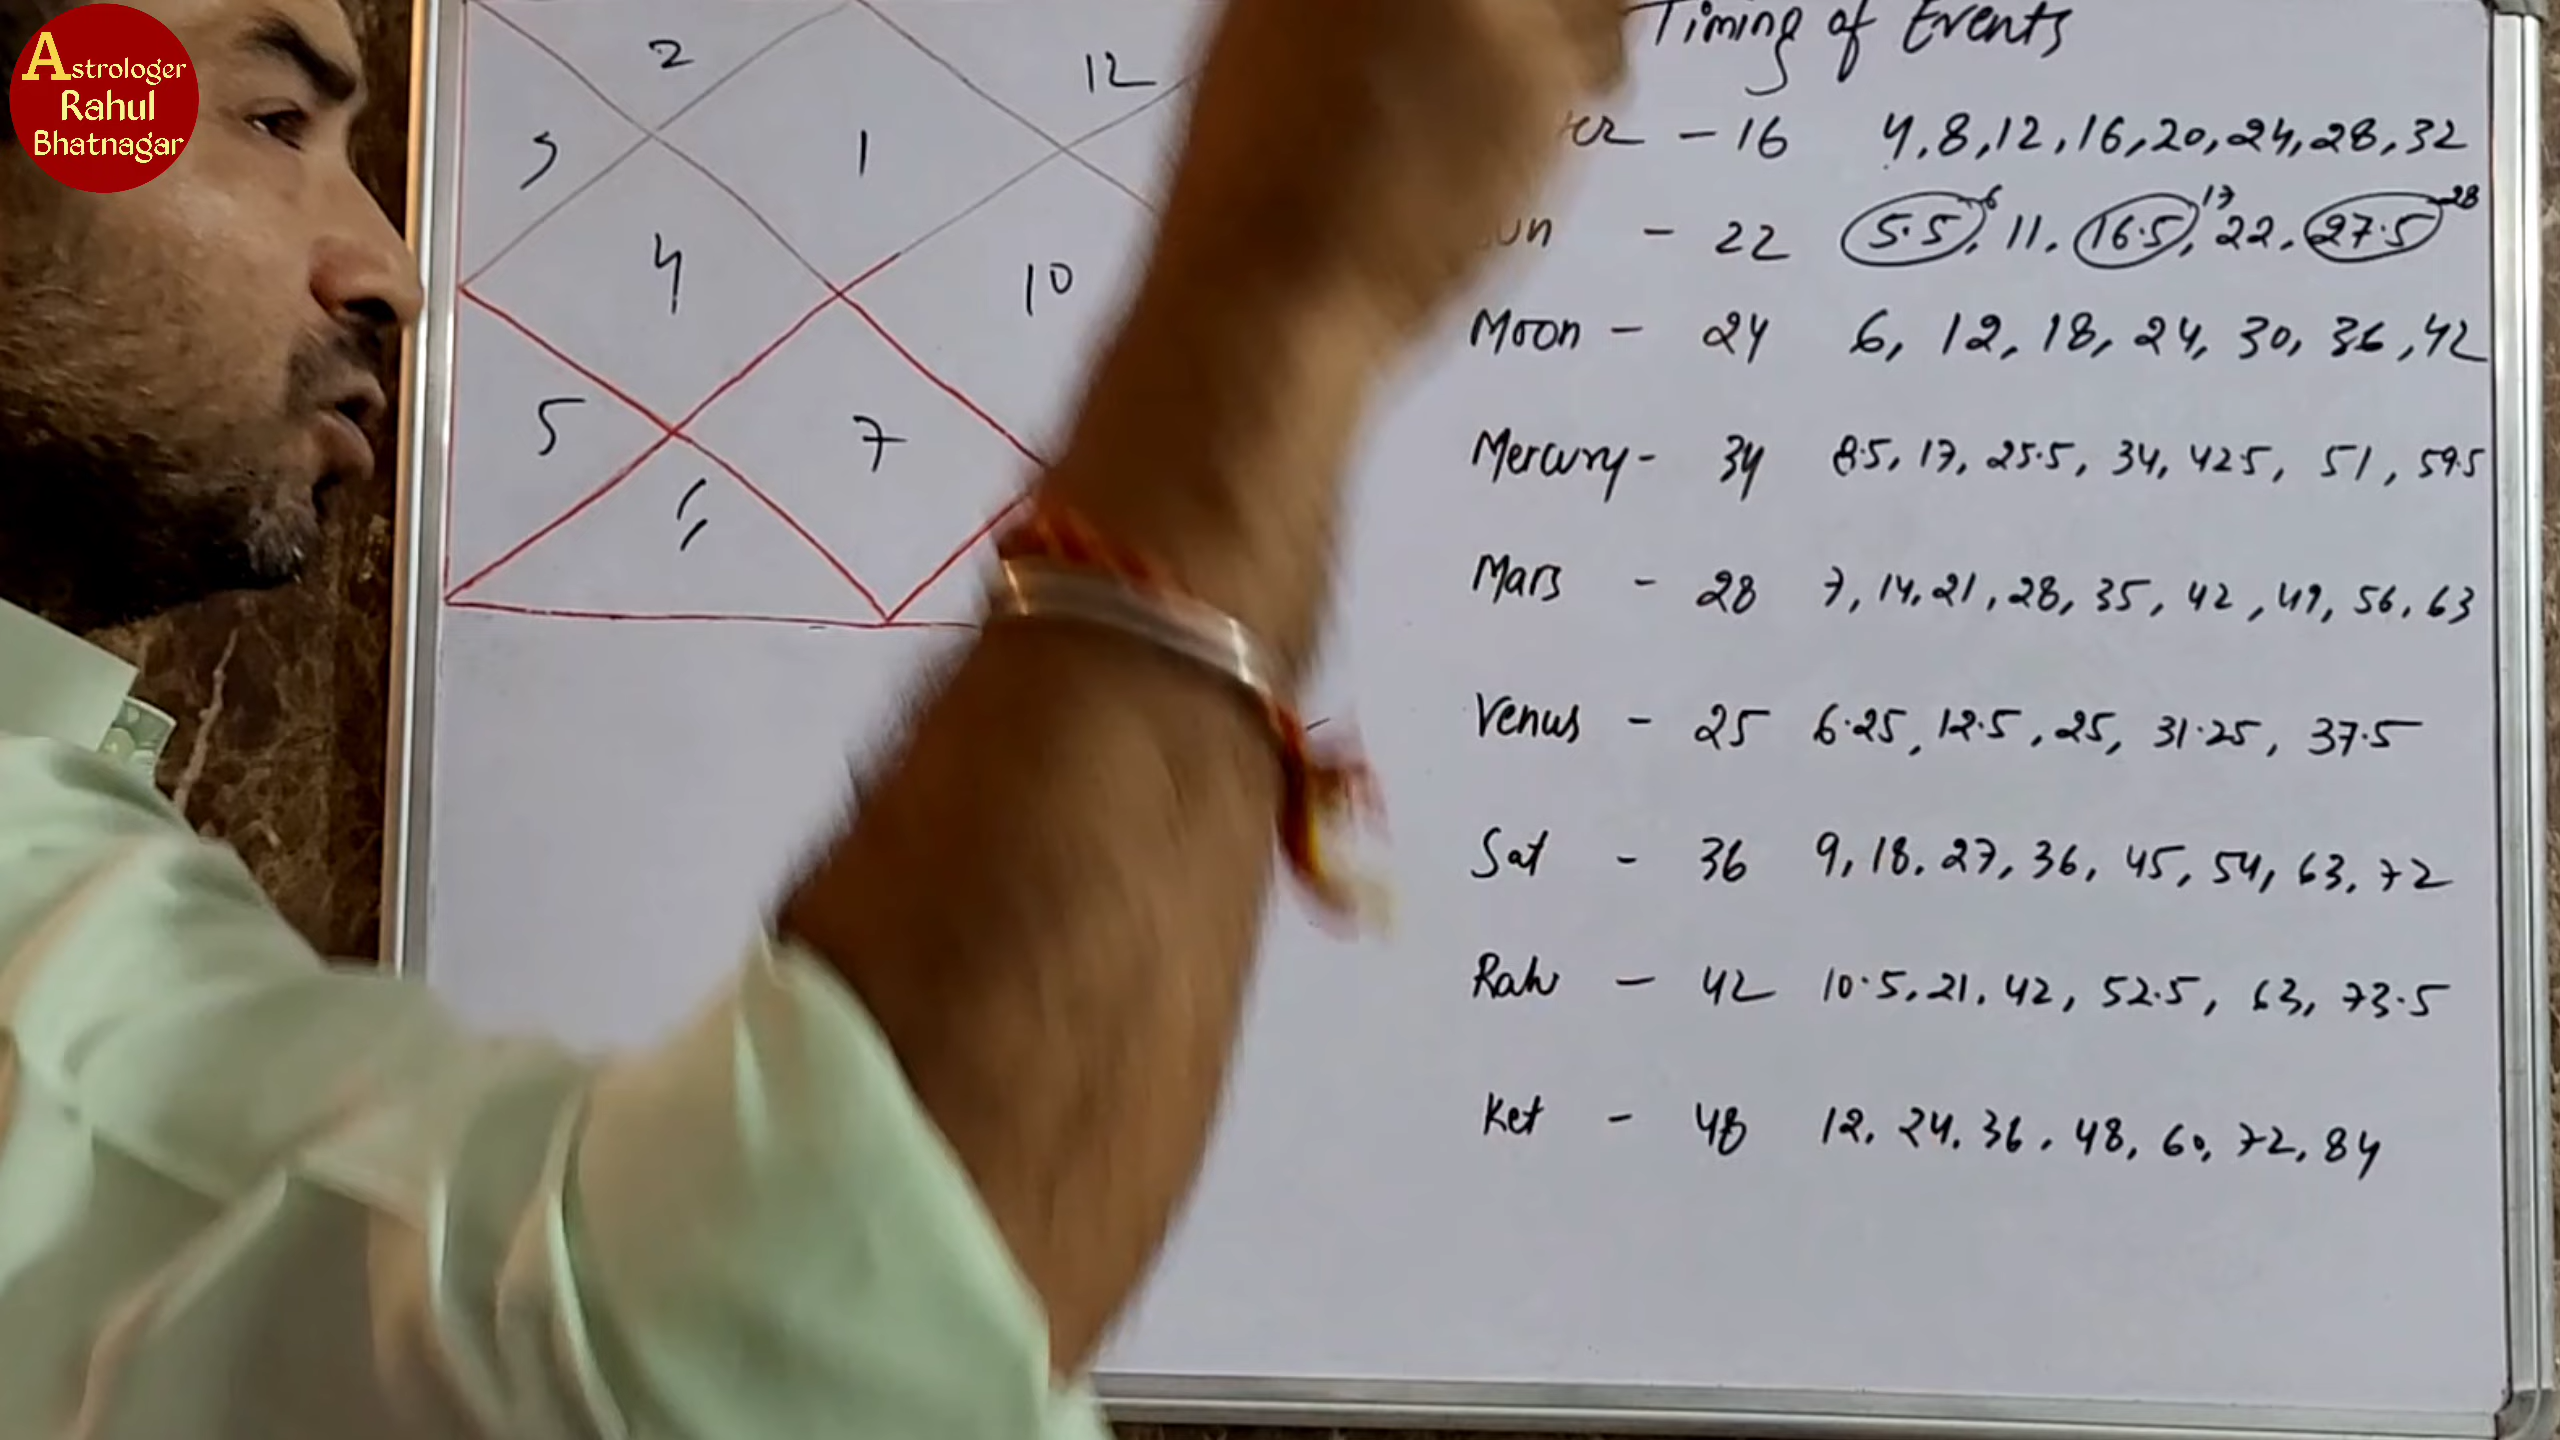 Astrologer
Rahul
Bhatnagar
2
12
1
4
10
5
7
Timing of Events
- 16 4, 8, 12, 16, 20, 24, 28, 32
- 22 5.5, 6 11, 16.5, 17 22, 27.5 28
Moon - 24 6, 12, 18, 24, 30, 36, 42
Mercury - 34 8.5, 17, 25.5, 34, 42.5, 51, 59.5
Mars - 28 7, 14, 21, 28, 35, 42, 49, 56, 63
Venus - 25 6.25, 12.5, 25, 31.25, 37.5
Sat - 36 9, 18, 27, 36, 45, 54, 63, 72
Rahu - 42 10.5, 21, 42, 52.5, 63, 73.5
Ket - 48 12, 24, 36, 48, 60, 72, 84